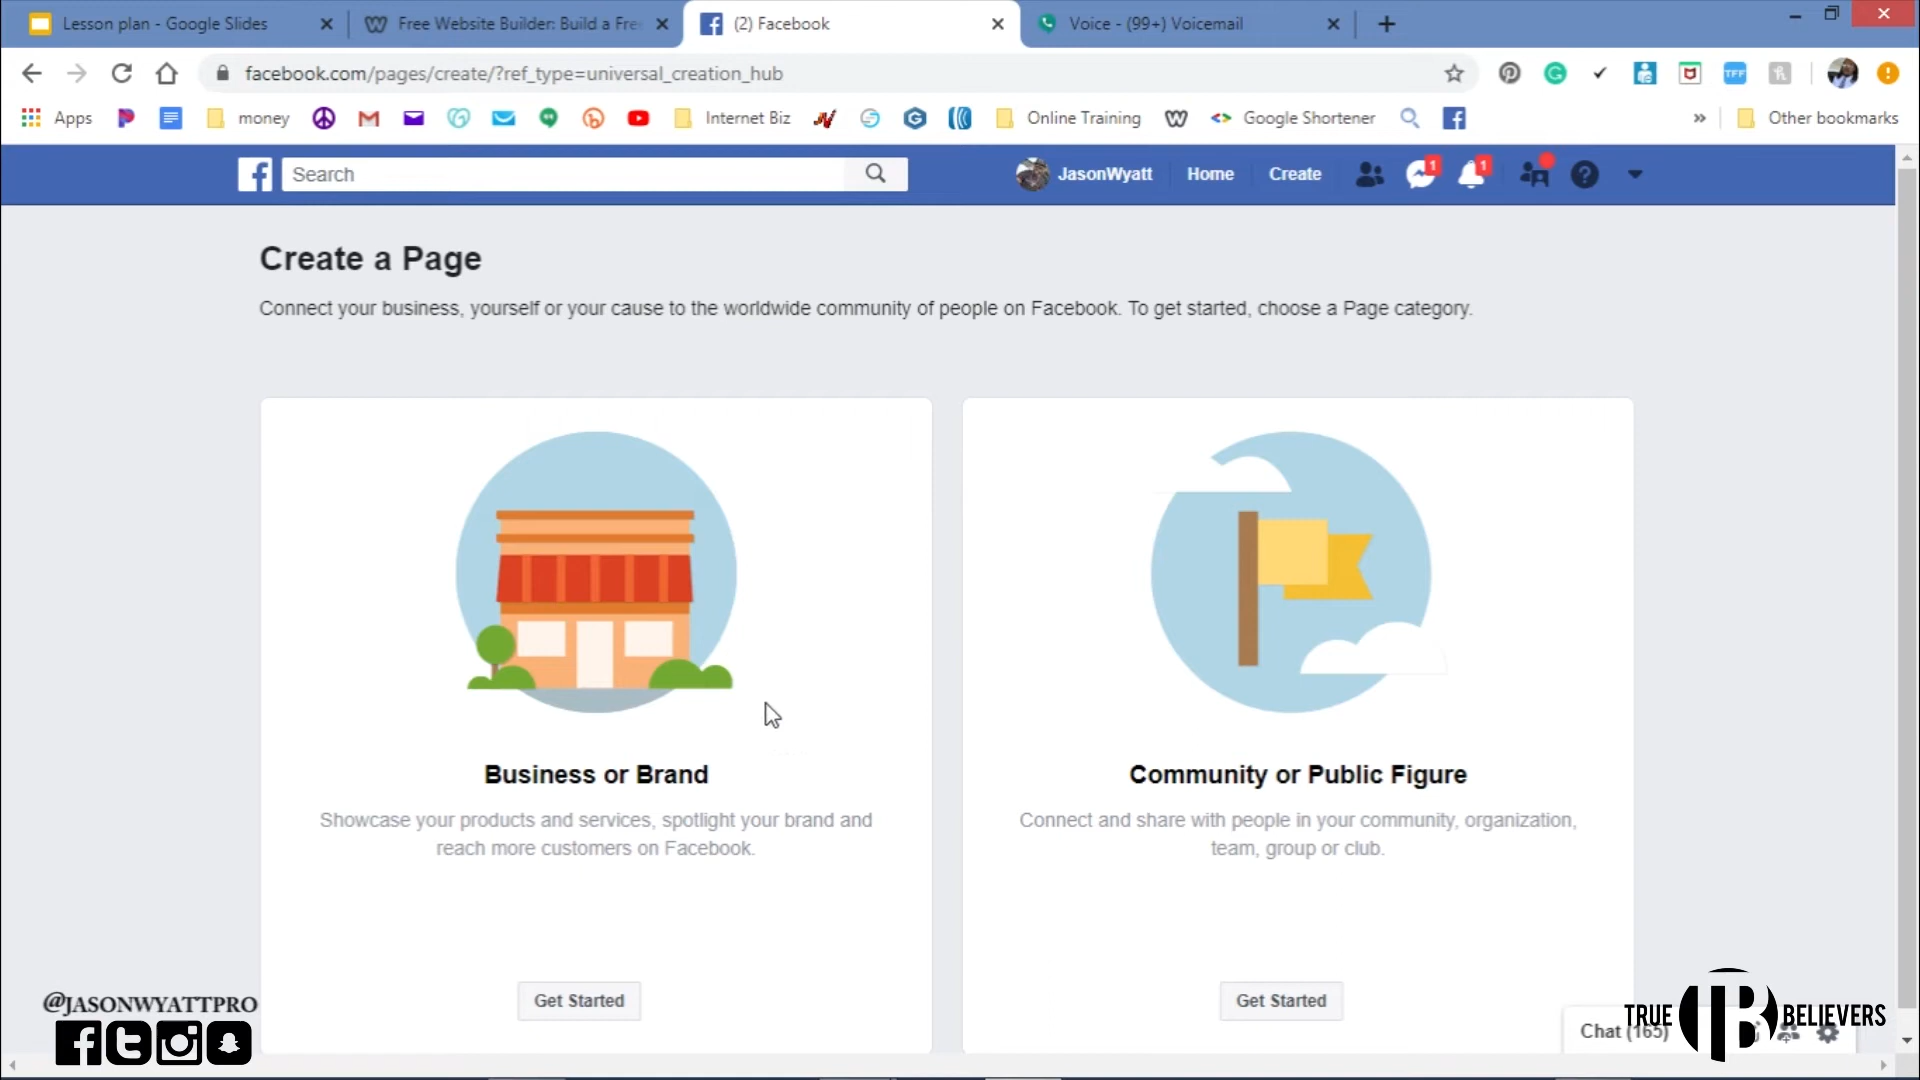 Lesson plan - Google Slides
Free Website Builder: Build a Fre
(2) Facebook
Voice - (99+) Voicemail
facebook.com/pages/create/?ref_type=universal_creation_hub
TFF
Apps
money
Internet Biz
Online Training
Google Shortener
Other bookmarks
Search
JasonWyatt
Home
Create
1
1
Create a Page
Connect your business, yourself or your cause to the worldwide community of people on Facebook. To get started, choose a Page category.
Business or Brand
Showcase your products and services, spotlight your brand and
reach more customers on Facebook.
Get Started
Community or Public Figure
Connect and share with people in your community, organization,
team, group or club.
Get Started
@JASONWYATTPRO
Chat (165)
TRUE B BELIEVERS